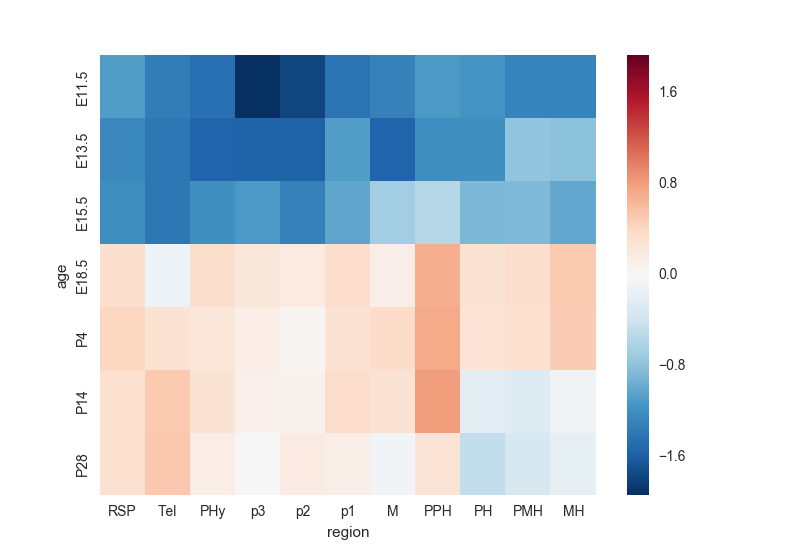 E11.5
E13.5
E15.5
E18.5
P4
P14
P28
age
RSP Tel PHy p3 p2 p1 M PPH PH PMH MH
region
1.6
0.8
0.0
−0.8
−1.6